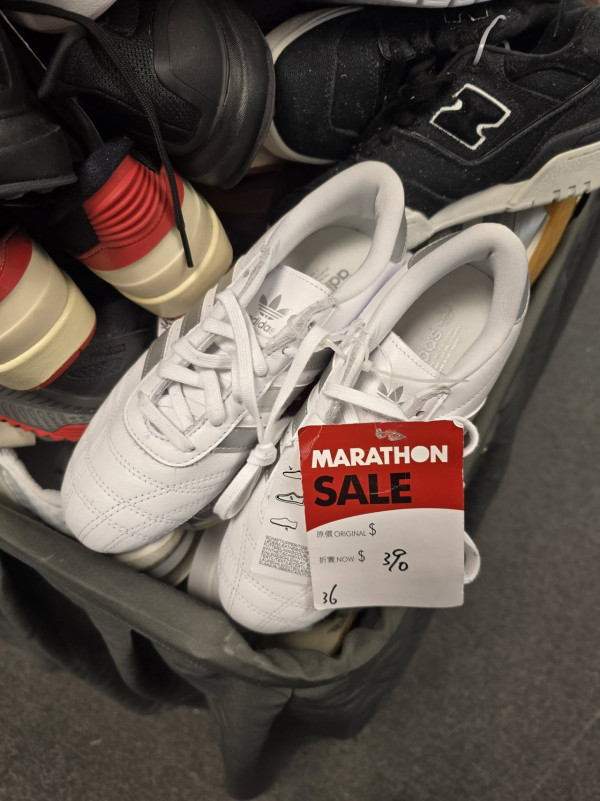 adidas
MARATHON
SALE
原價 ORIGINAL $
折實 NOW $ 390
36